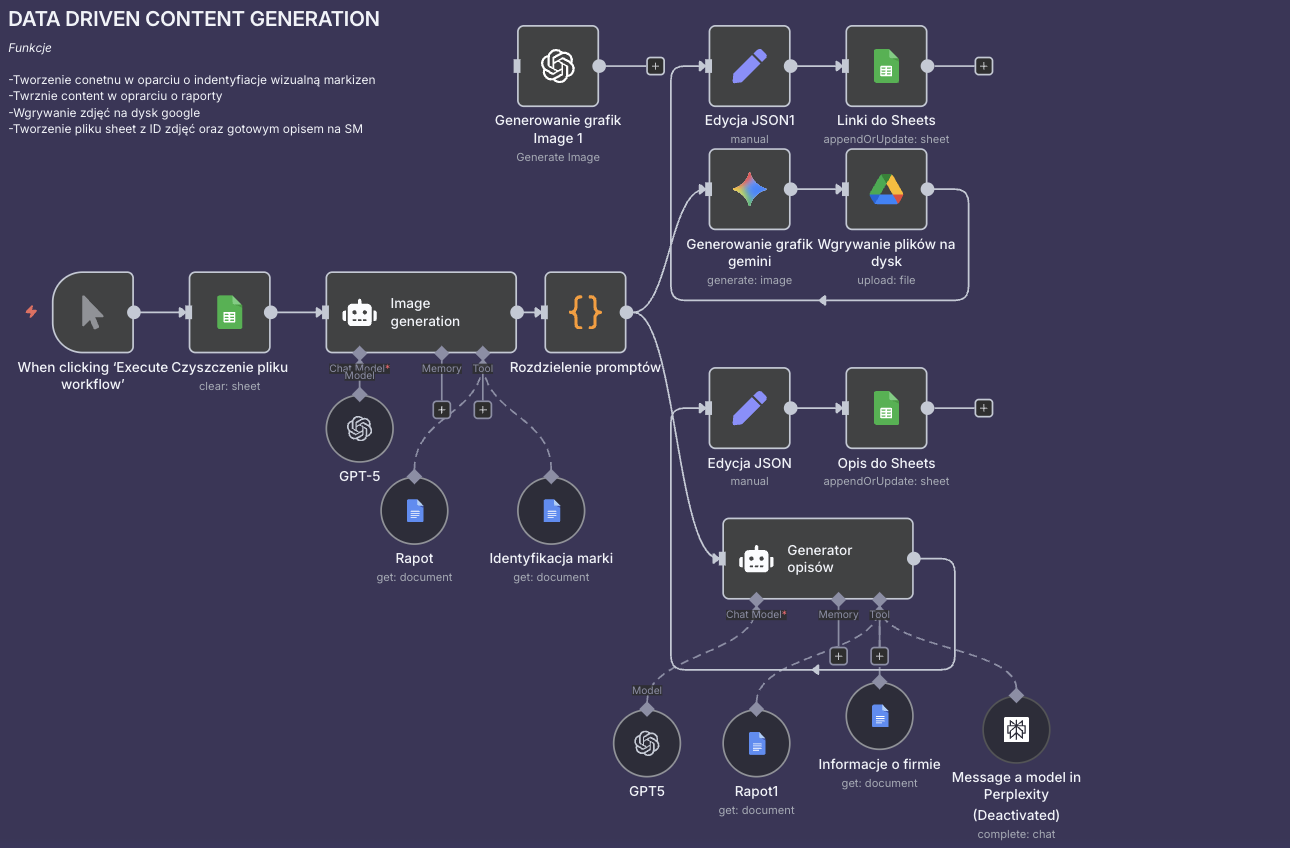 DATA DRIVEN CONTENT GENERATION
Funkcje
-Tworzenie conetnu w oparciu o indentyfiacje wizualną markizen
-Twrznie content w oprarciu o raporty
-Wgrywanie zdjęć na dysk google
-Tworzenie pliku sheet z ID zdjęć oraz gotowym opisem na SM
Generowanie grafik
Image 1
Generate Image
Edycja JSON1
manual
Linki do Sheets
appendOrUpdate: sheet
Generowanie grafik
gemini
generate: image
Wgrywanie plików na
dysk
upload: file
When clicking ‘Execute
workflow’
Czyszczenie pliku
clear: sheet
Image
generation
Chat Model*
Memory
Tool
Model
GPT-5
Rapot
get: document
Identyfikacja marki
get: document
Rozdzielenie promptów
Edycja JSON
manual
Opis do Sheets
appendOrUpdate: sheet
Generator
opisów
Chat Model*
Memory
Tool
Model
GPT5
Rapot1
get: document
Informacje o firmie
get: document
Message a model in
Perplexity
(Deactivated)
complete: chat